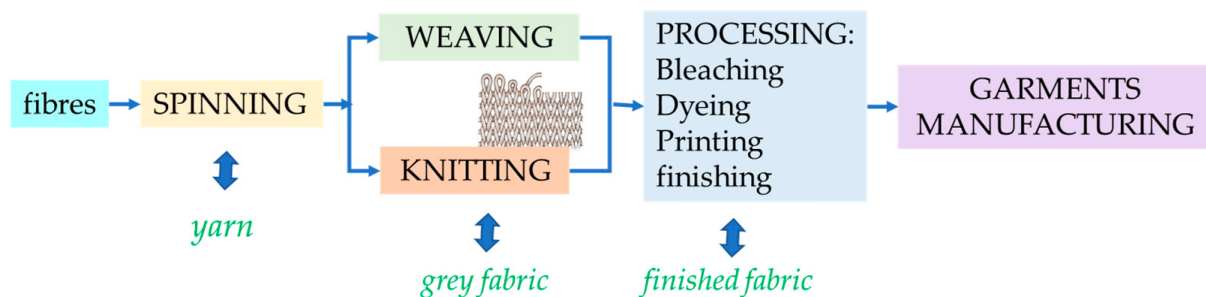 fibres
SPINNING
yarn
WEAVING
KNITTING
grey fabric
PROCESSING:
Bleaching
Dyeing
Printing
finishing
finished fabric
GARMENTS
MANUFACTURING